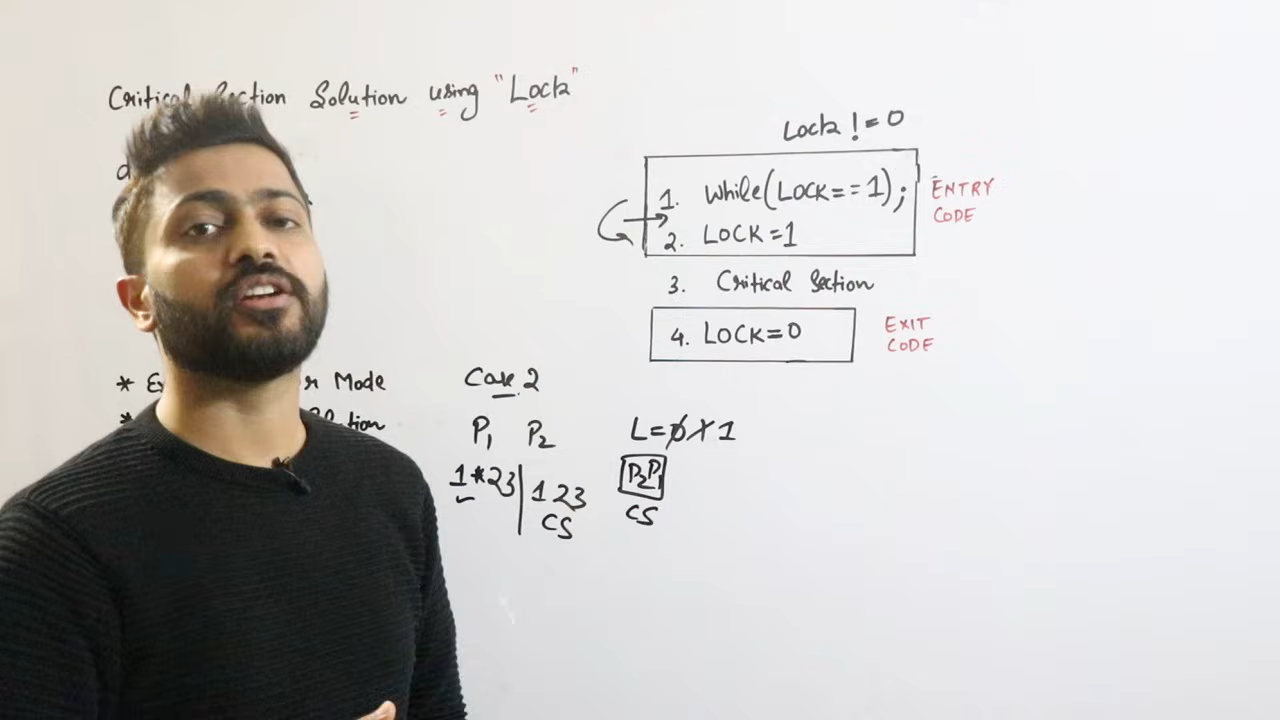 Critical Section Solution using "Lock"
Lock != 0
1. while(LOCK==1);
2. LOCK=1
ENTRY
CODE
3. Critical Section
4. LOCK=0
EXIT
CODE
* Mode
*
Case 2
P1 P2
L=0 1 1
1*23 | 123
CS
P2 P1
CS